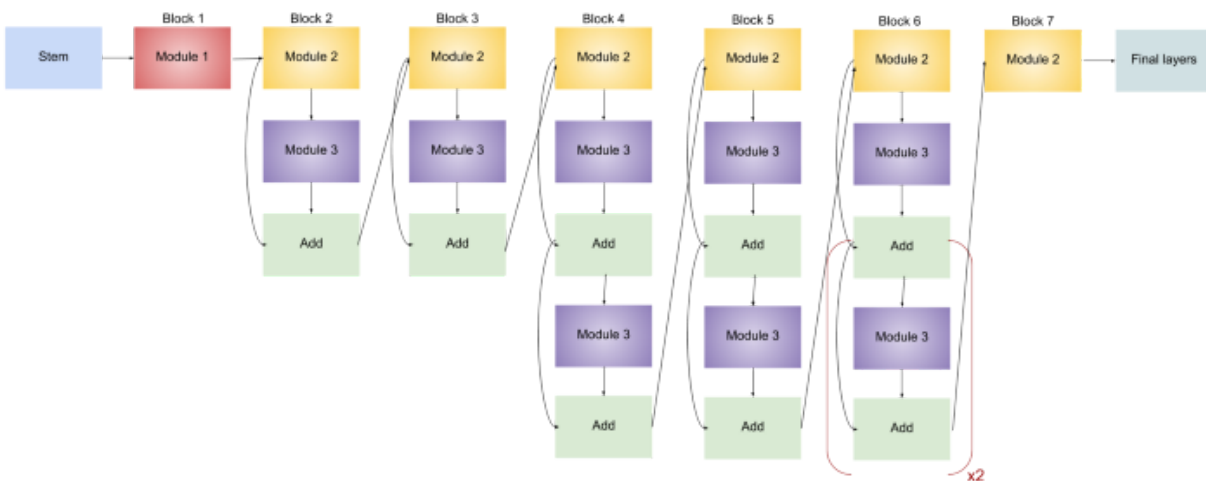 Block 1
Block 2
Block 3
Block 4
Block 5
Block 6
Block 7
Stem
Module 1
Module 2
Module 2
Module 2
Module 2
Module 2
Module 2
Final layers
Module 3
Module 3
Module 3
Module 3
Module 3
Add
Add
Add
Add
Add
Module 3
Module 3
Module 3
Add
Add
Add
x2